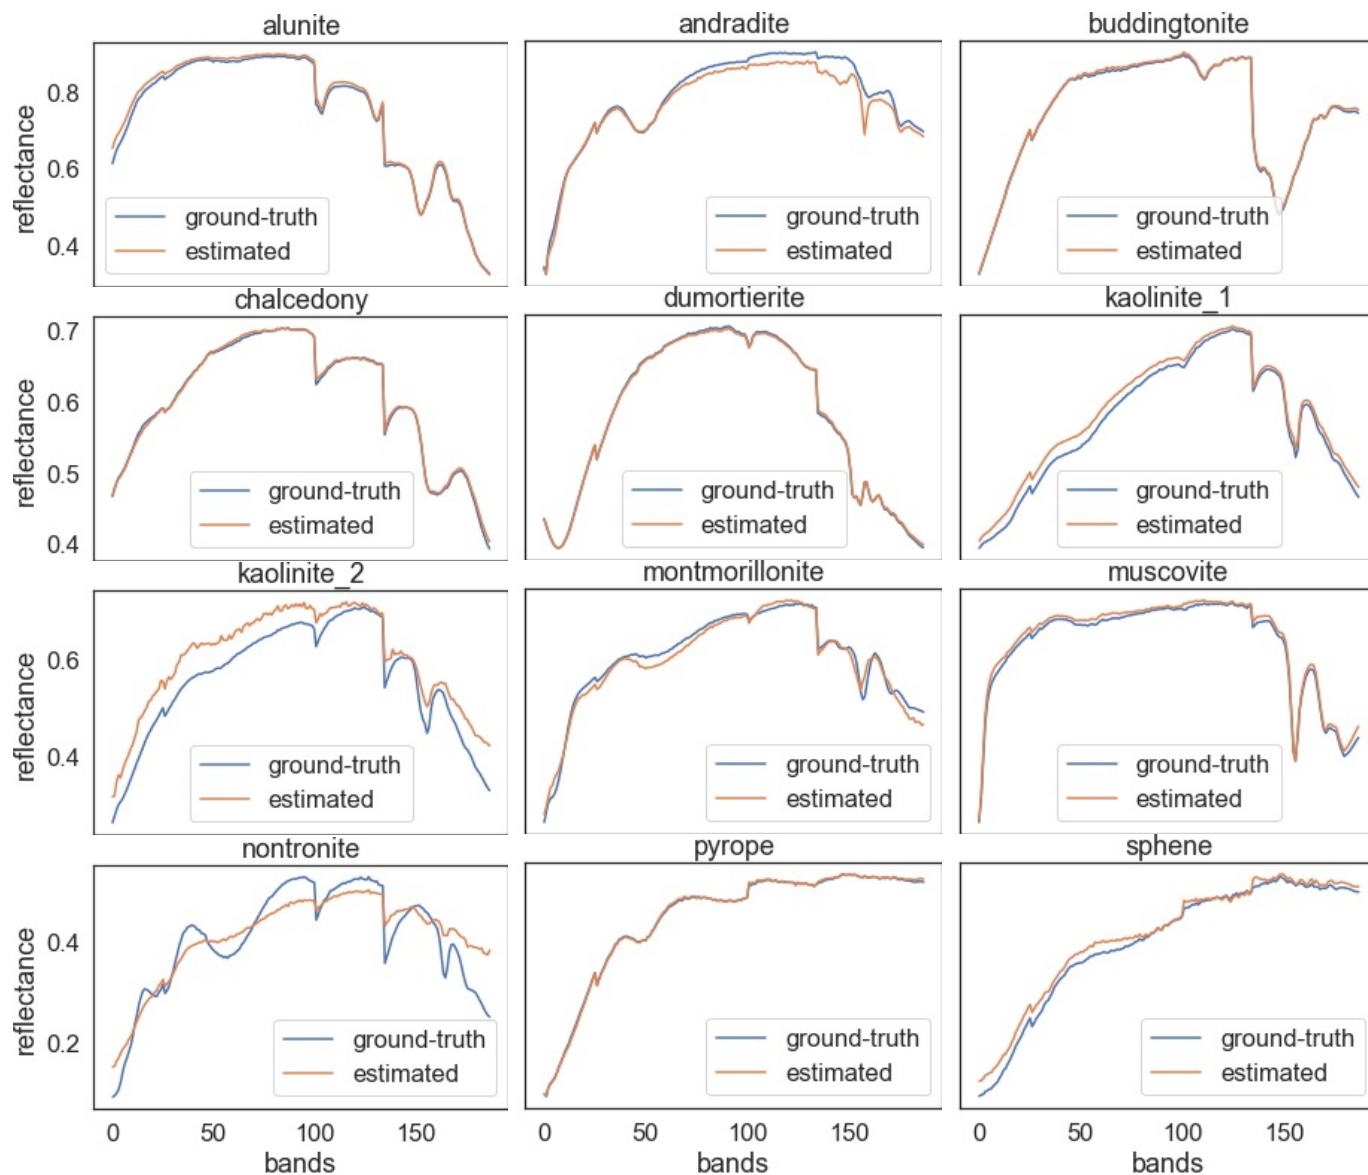 alunite
andradite
buddingtonite
reflectance
0.8
0.6
0.4
ground-truth
estimated
ground-truth
estimated
ground-truth
estimated
chalcedony
dumortierite
kaolinite_1
reflectance
0.7
0.6
0.5
0.4
ground-truth
estimated
ground-truth
estimated
ground-truth
estimated
kaolinite_2
montmorillonite
muscovite
reflectance
0.6
0.4
ground-truth
estimated
ground-truth
estimated
ground-truth
estimated
nontronite
pyrope
sphene
reflectance
0.4
0.2
ground-truth
estimated
ground-truth
estimated
ground-truth
estimated
0 50 100 150
0 50 100 150
0 50 100 150
bands
bands
bands